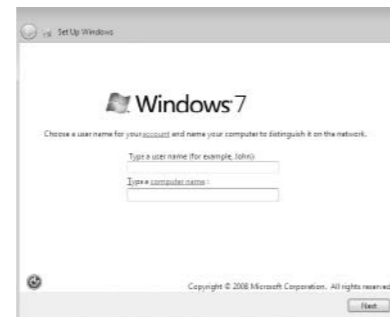 Set Up Windows
Windows 7
Choose a user name for your account and name your computer to distinguish it on the network.
Type a user name (for example, John):
Type a computer name :
Copyright © 2008 Microsoft Corporation. All rights reserved
Next